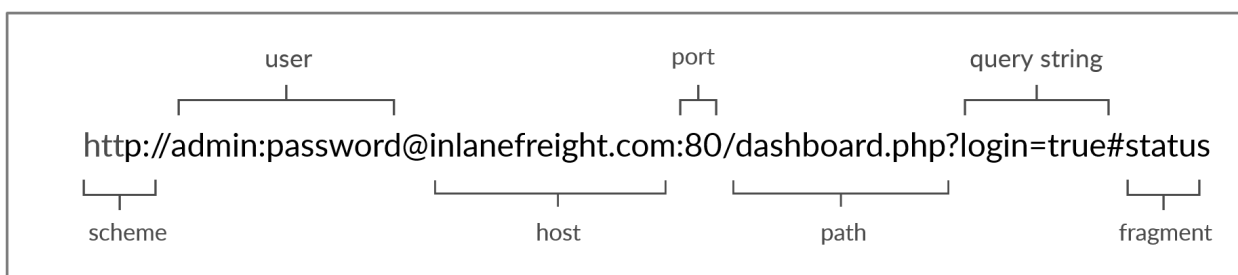 user port query string
http://admin:password@inlanefreight.com:80/dashboard.php?login=true#status
scheme host path fragment